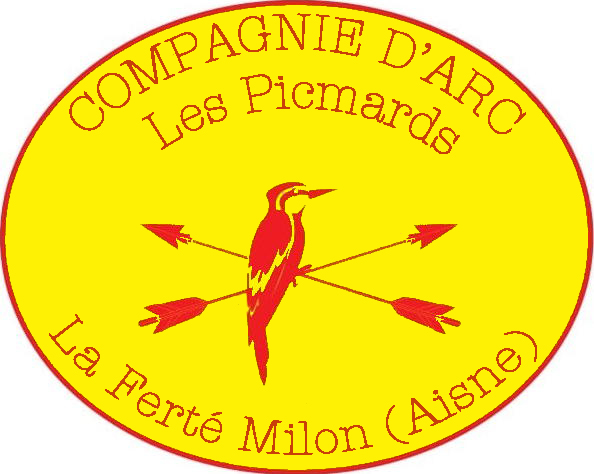 COMPAGNIE D'ARC
Les Picmards
La Ferté Milon (Aisne)